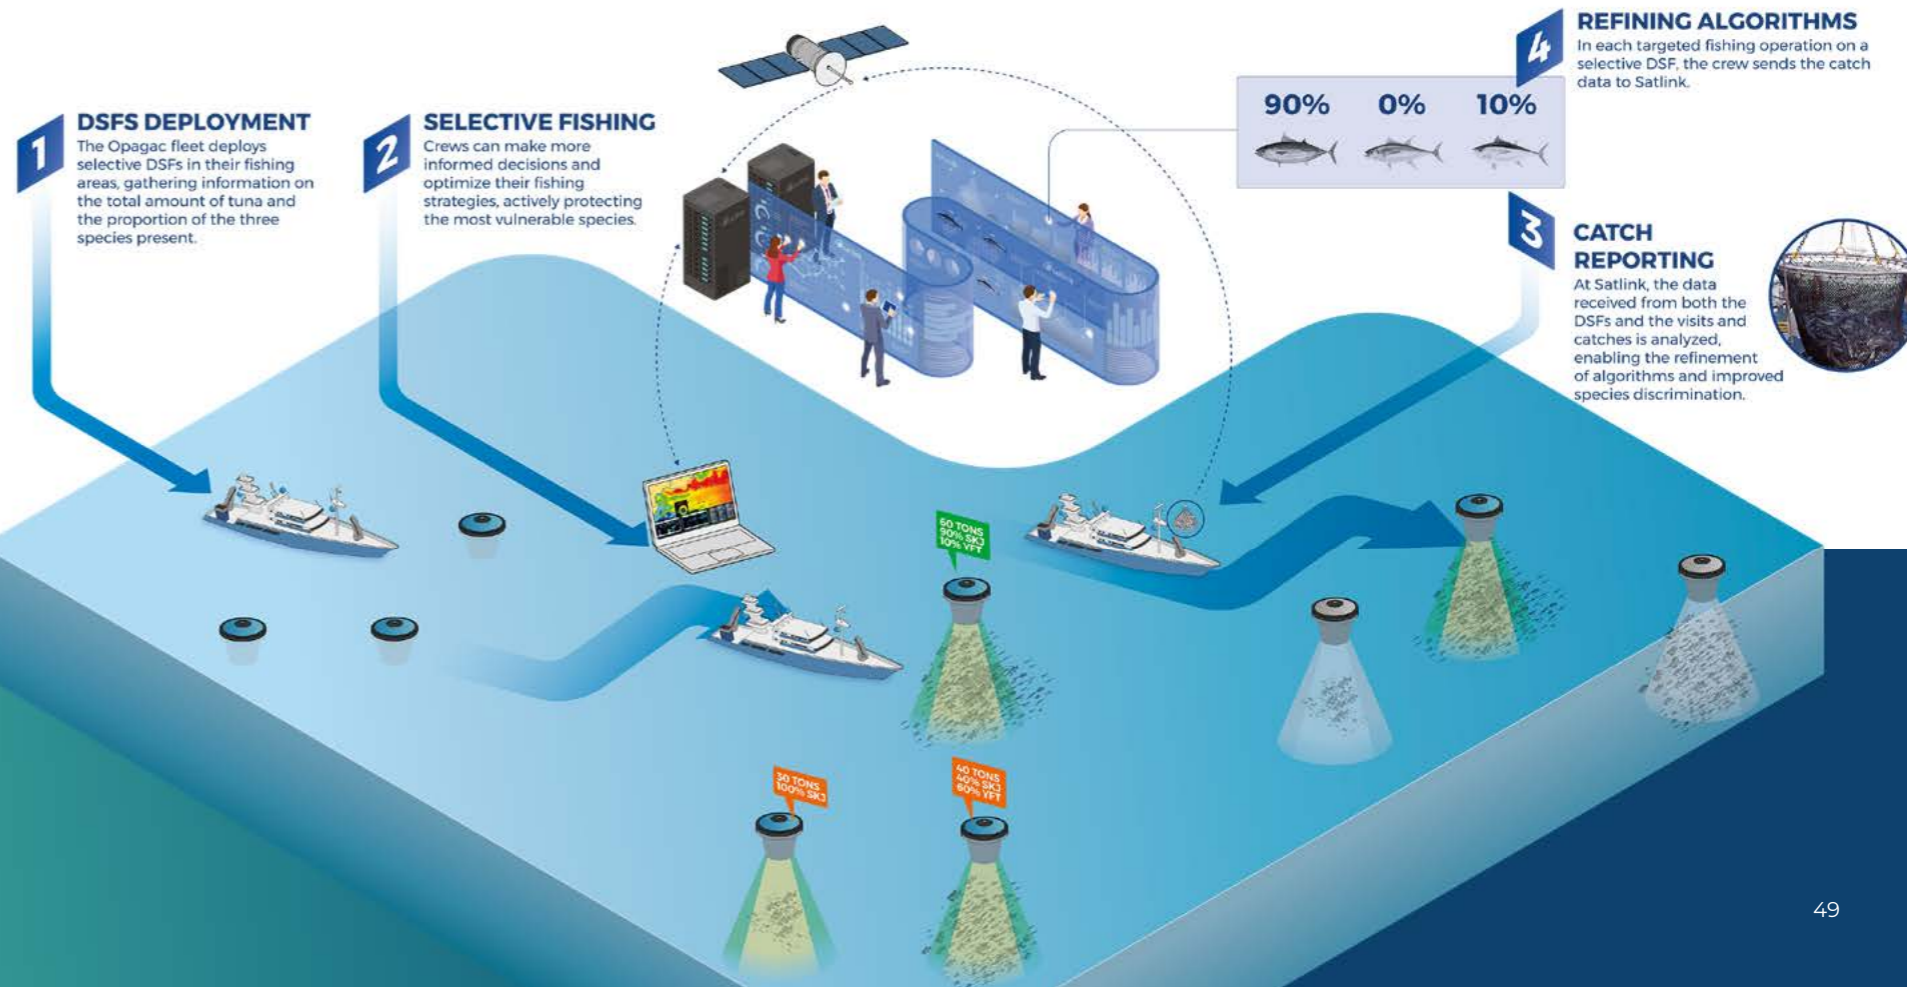 1
DSFS DEPLOYMENT
The Opagac fleet deploys
selective DSFs in their fishing
areas, gathering information on
the total amount of tuna and
the proportion of the three
species present.
2
SELECTIVE FISHING
Crews can make more
informed decisions and
optimize their fishing
strategies, actively protecting
the most vulnerable species.
4
REFINING ALGORITHMS
In each targeted fishing operation on a
selective DSF, the crew sends the catch
data to Satlink.
90% 0% 10%
3
CATCH
REPORTING
At Satlink, the data
received from both the
DSFs and the visits and
catches is analyzed,
enabling the refinement
of algorithms and improved
species discrimination.
60 TONS
90% SKJ
10% YFT
30 TONS
100% SKJ
40 TONS
40% SKJ
60% YFT
49